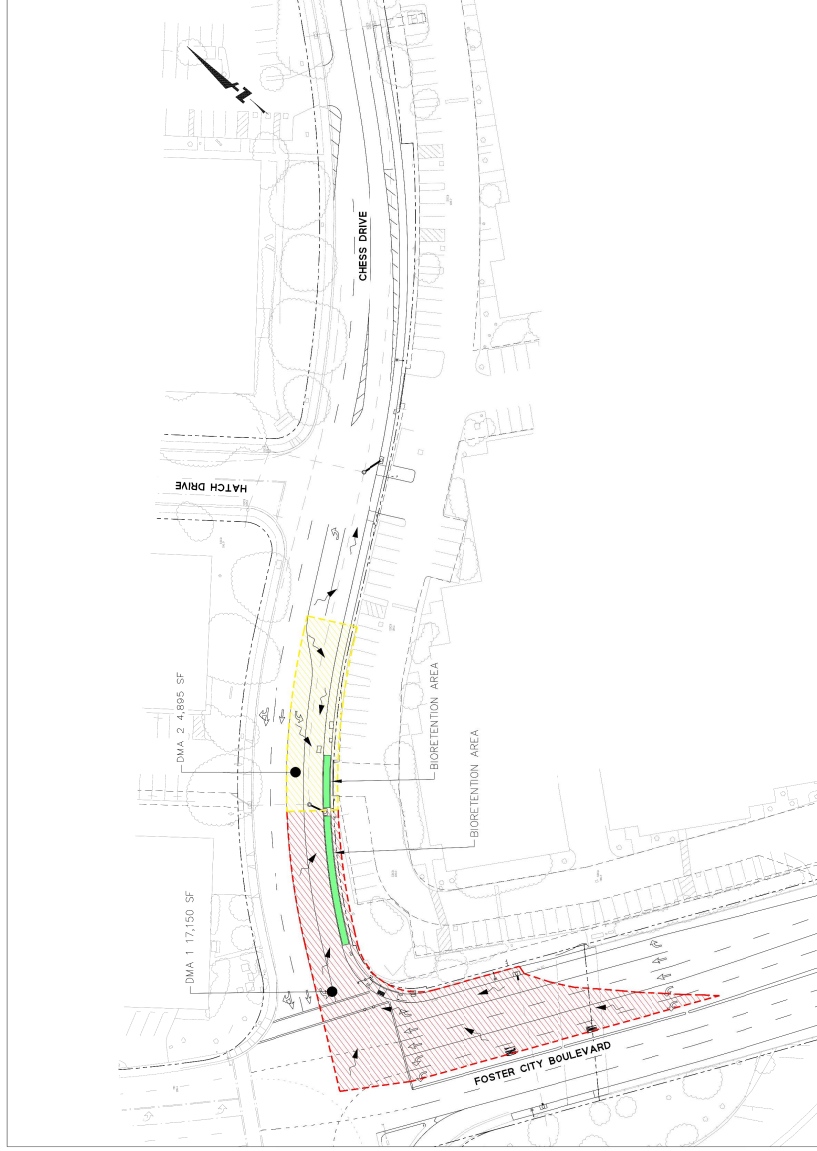 N
CHESS DRIVE
HATCH DRIVE
DMA 2 4,895 SF
BIORETENTION AREA
BIORETENTION AREA
DMA 1 17,150 SF
FOSTER CITY BOULEVARD